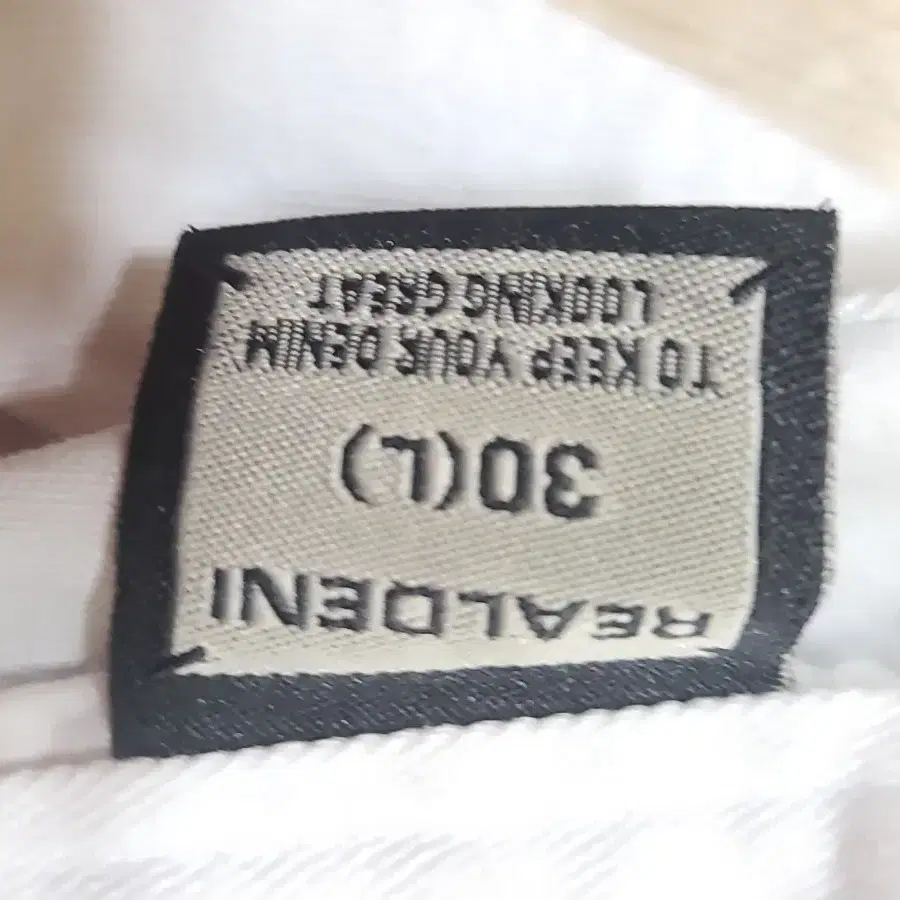 REALDENI
30(L)
TO KEEP YOUR DENIM
LOOKING GREAT